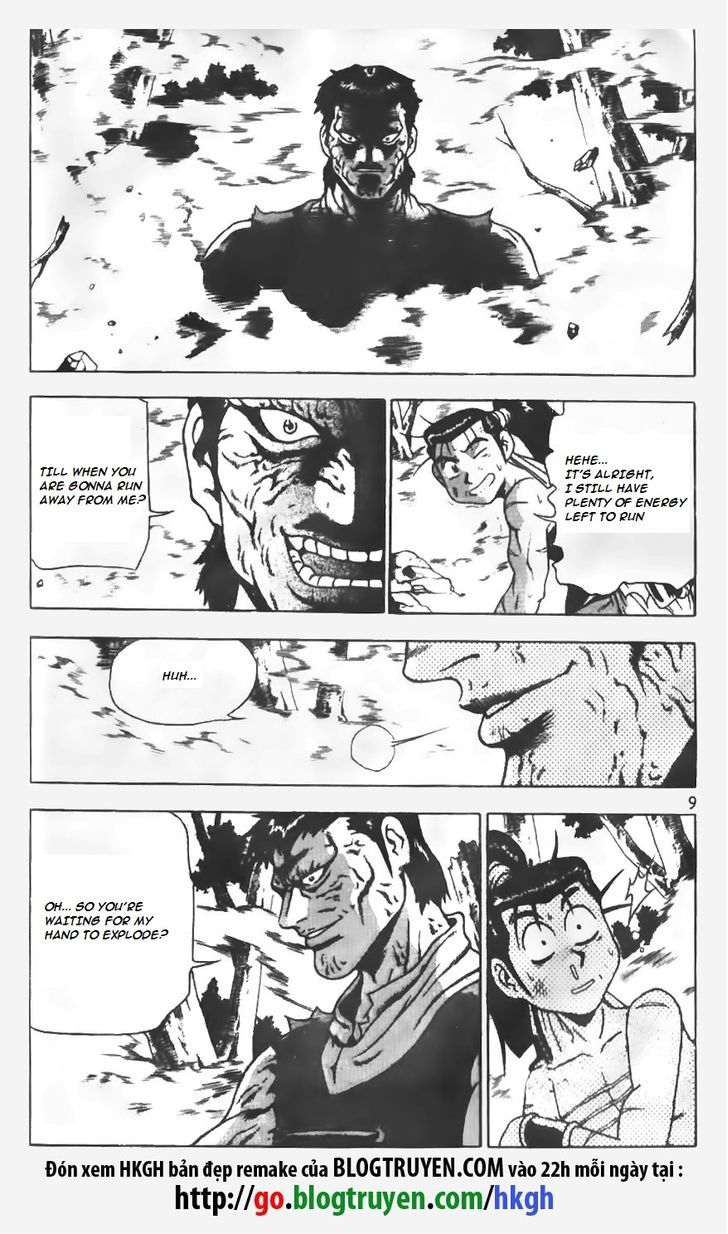 TILL WHEN YOU
ARE GONNA RUN
AWAY FROM ME?
HEHE...
IT'S ALRIGHT,
I STILL HAVE
PLENTY OF ENERGY
LEFT TO RUN
HUH...
9
OH... SO YOU'RE
WAITING FOR MY
HAND TO EXPLODE?
Đón xem HKGH bản đẹp remake của BLOGTRUYEN.COM vào 22h mỗi ngày tại :
http://go.blogtruyen.com/hkgh